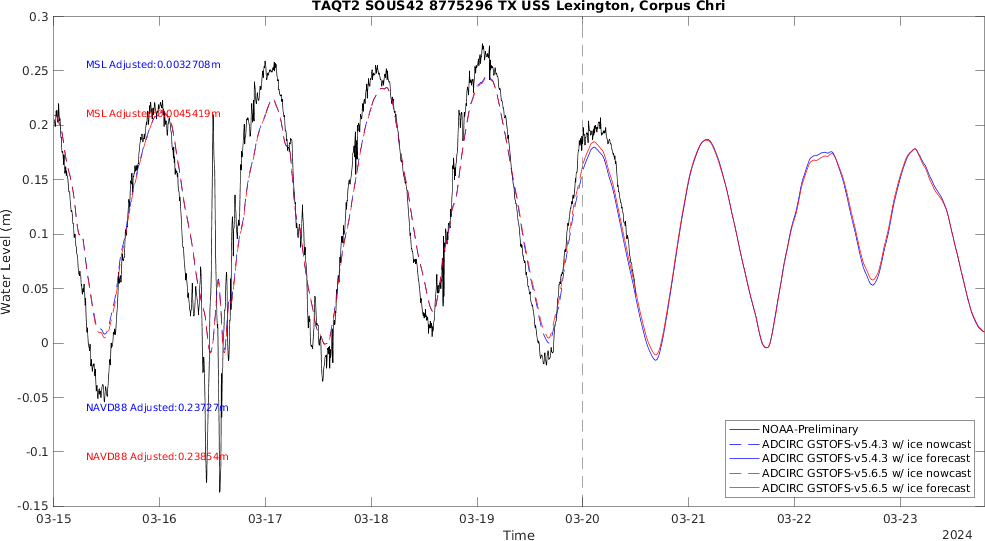 TAQT2 SOUS42 8775296 TX USS Lexington, Corpus Chri
0.3
0.25
0.2
0.15
0.1
0.05
0
-0.05
-0.1
-0.15
Water Level (m)
MSL Adjusted:0.0032708m
MSL Adjusted:0.0045419m
NAVD88 Adjusted:0.23727m
NAVD88 Adjusted:0.23854m
NOAA-Preliminary
ADCIRC GSTOFS-v5.4.3 w/ ice nowcast
ADCIRC GSTOFS-v5.4.3 w/ ice forecast
ADCIRC GSTOFS-v5.6.5 w/ ice nowcast
ADCIRC GSTOFS-v5.6.5 w/ ice forecast
03-15 03-16 03-17 03-18 03-19 03-20 03-21 03-22 03-23
Time
2024